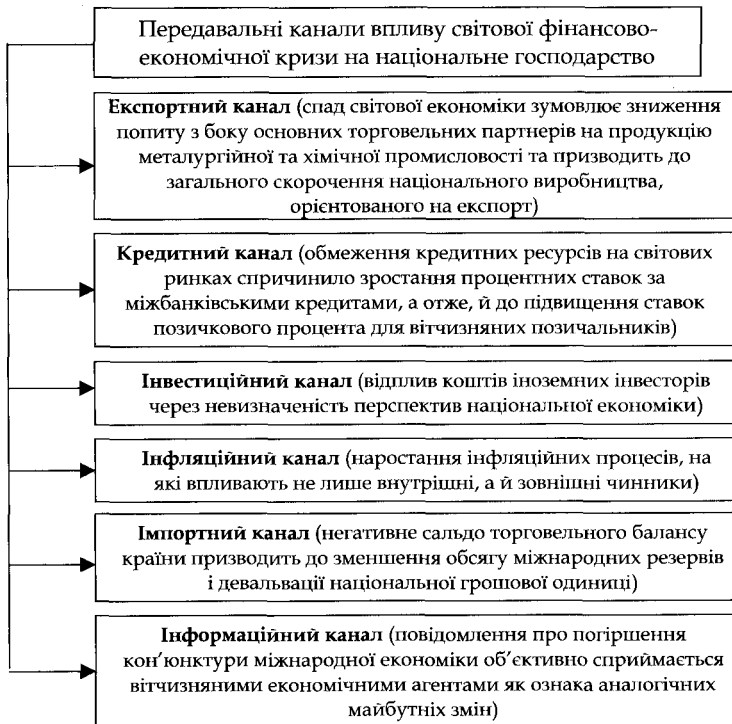 Передавальні канали впливу світової фінансово-
економічної кризи на національне господарство
Експортний канал (спад світової економіки зумовлює зниження
попиту з боку основних торговельних партнерів на продукцію
металургійної та хімічної промисловості та призводить до
загального скорочення національного виробництва,
орієнтованого на експорт)
Кредитний канал (обмеження кредитних ресурсів на світових
ринках спричинило зростання процентних ставок за
міжбанківськими кредитами, а отже, й до підвищення ставок
позичкового процента для вітчизняних позичальників)
Інвестиційний канал (відплив коштів іноземних інвесторів
через невизначеність перспектив національної економіки)
Інфляційний канал (наростання інфляційних процесів, на
які впливають не лише внутрішні, а й зовнішні чинники)
Імпортний канал (негативне сальдо торговельного балансу
країни призводить до зменшення обсягу міжнародних резервів
і девальвації національної грошової одиниці)
Інформаційний канал (повідомлення про погіршення
кон'юнктури міжнародної економіки об'єктивно сприймається
вітчизняними економічними агентами як ознака аналогічних
майбутніх змін)